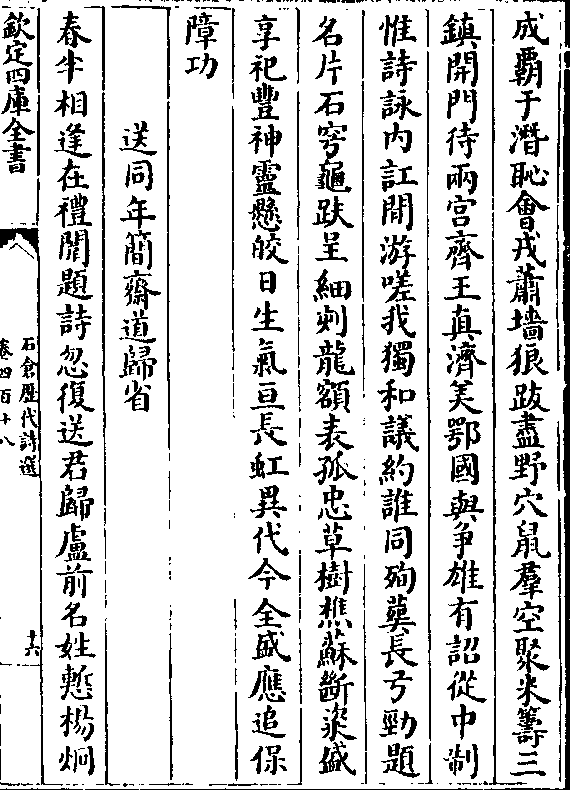 成霸于潛恥會戎蕭墻狼跋盡野穴鼠羣空聚米籌三
鎮開門待兩宮齊王真濟美鄂國與争雄有詔從中制
惟詩詠内訌閒游嗟我獨和議約誰同殉葬長弓勁題
名片石穹龜趺呈細刻龍額表孤忠草樹樵蘇斷粢盛
享祀豐神靈懸皎日生氣亘長虹異代今全盛應追保
障功
送同年簡齋道歸省
春半相逢在禮闈題詩忽復送君歸盧前名姓慙楊炯
欽定四庫全書
石倉歴代詩選
卷四百十八
十六